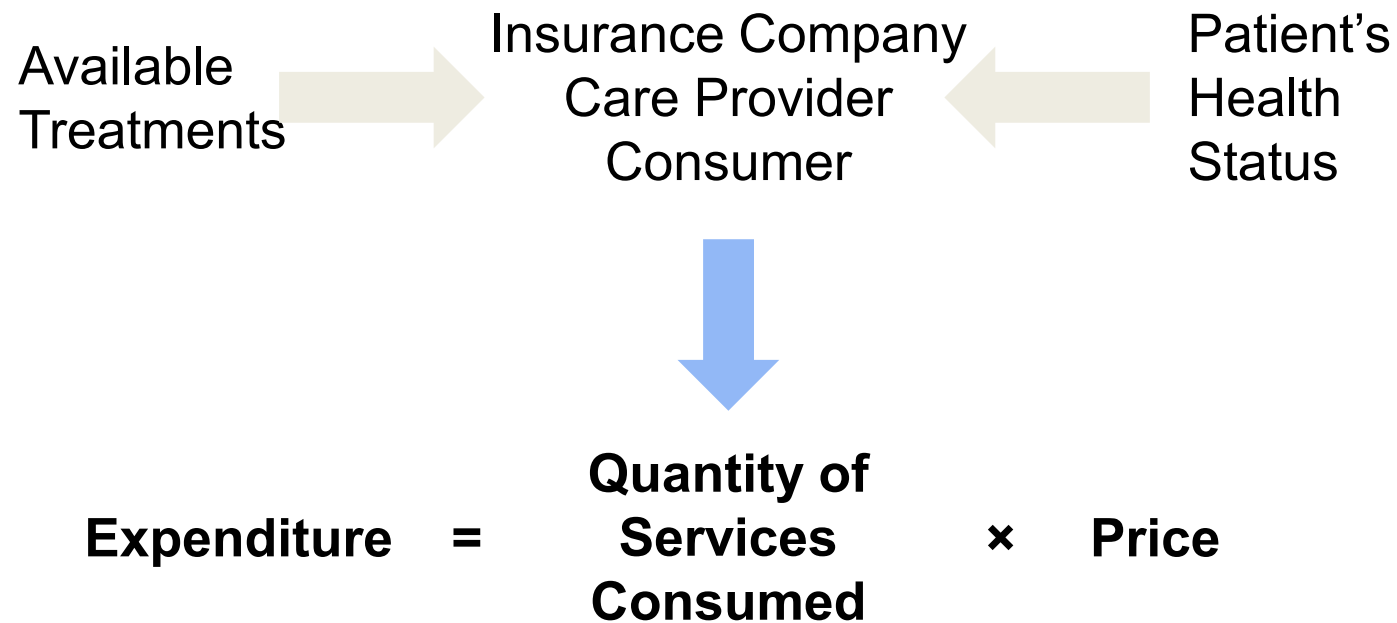 Available
Treatments
Insurance Company
Care Provider
Consumer
Patient’s
Health
Status
Quantity of
Services
Consumed
Expenditure = × Price